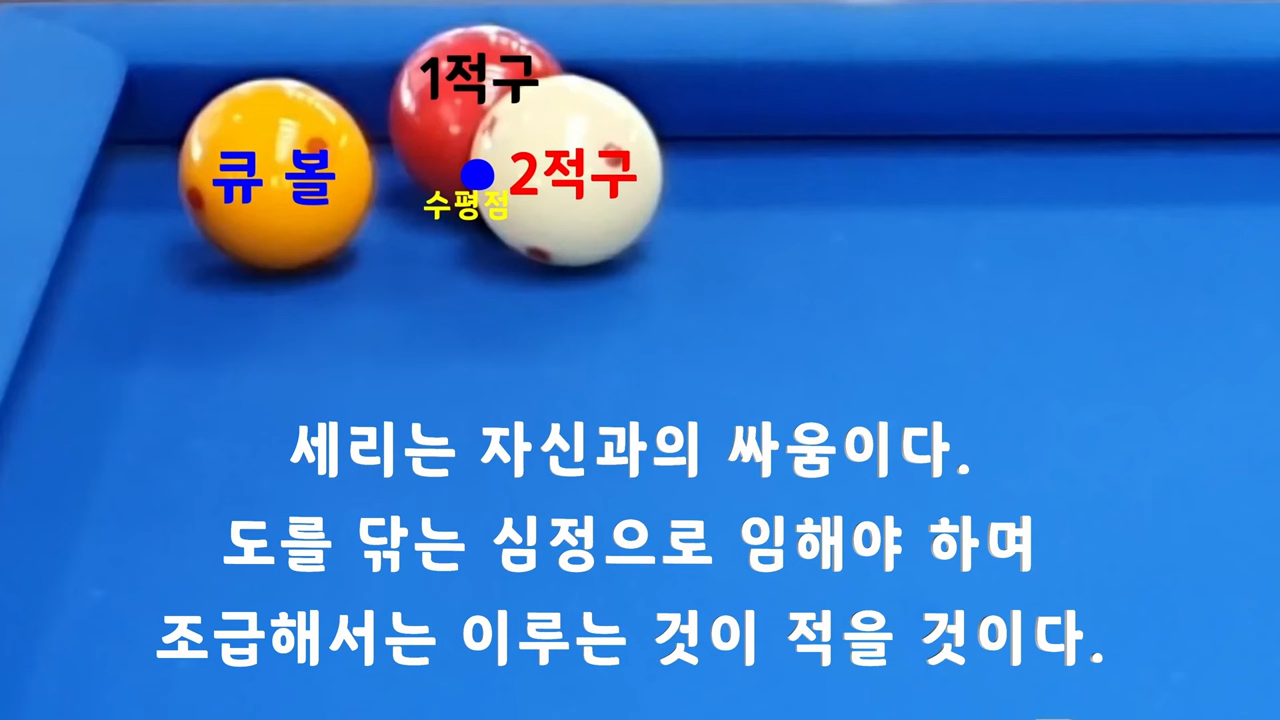 1적구
큐 볼
2적구
수평점
세리는 자신과의 싸움이다.
도를 닦는 심정으로 임해야 하며
조급해서는 이루는 것이 적을 것이다.